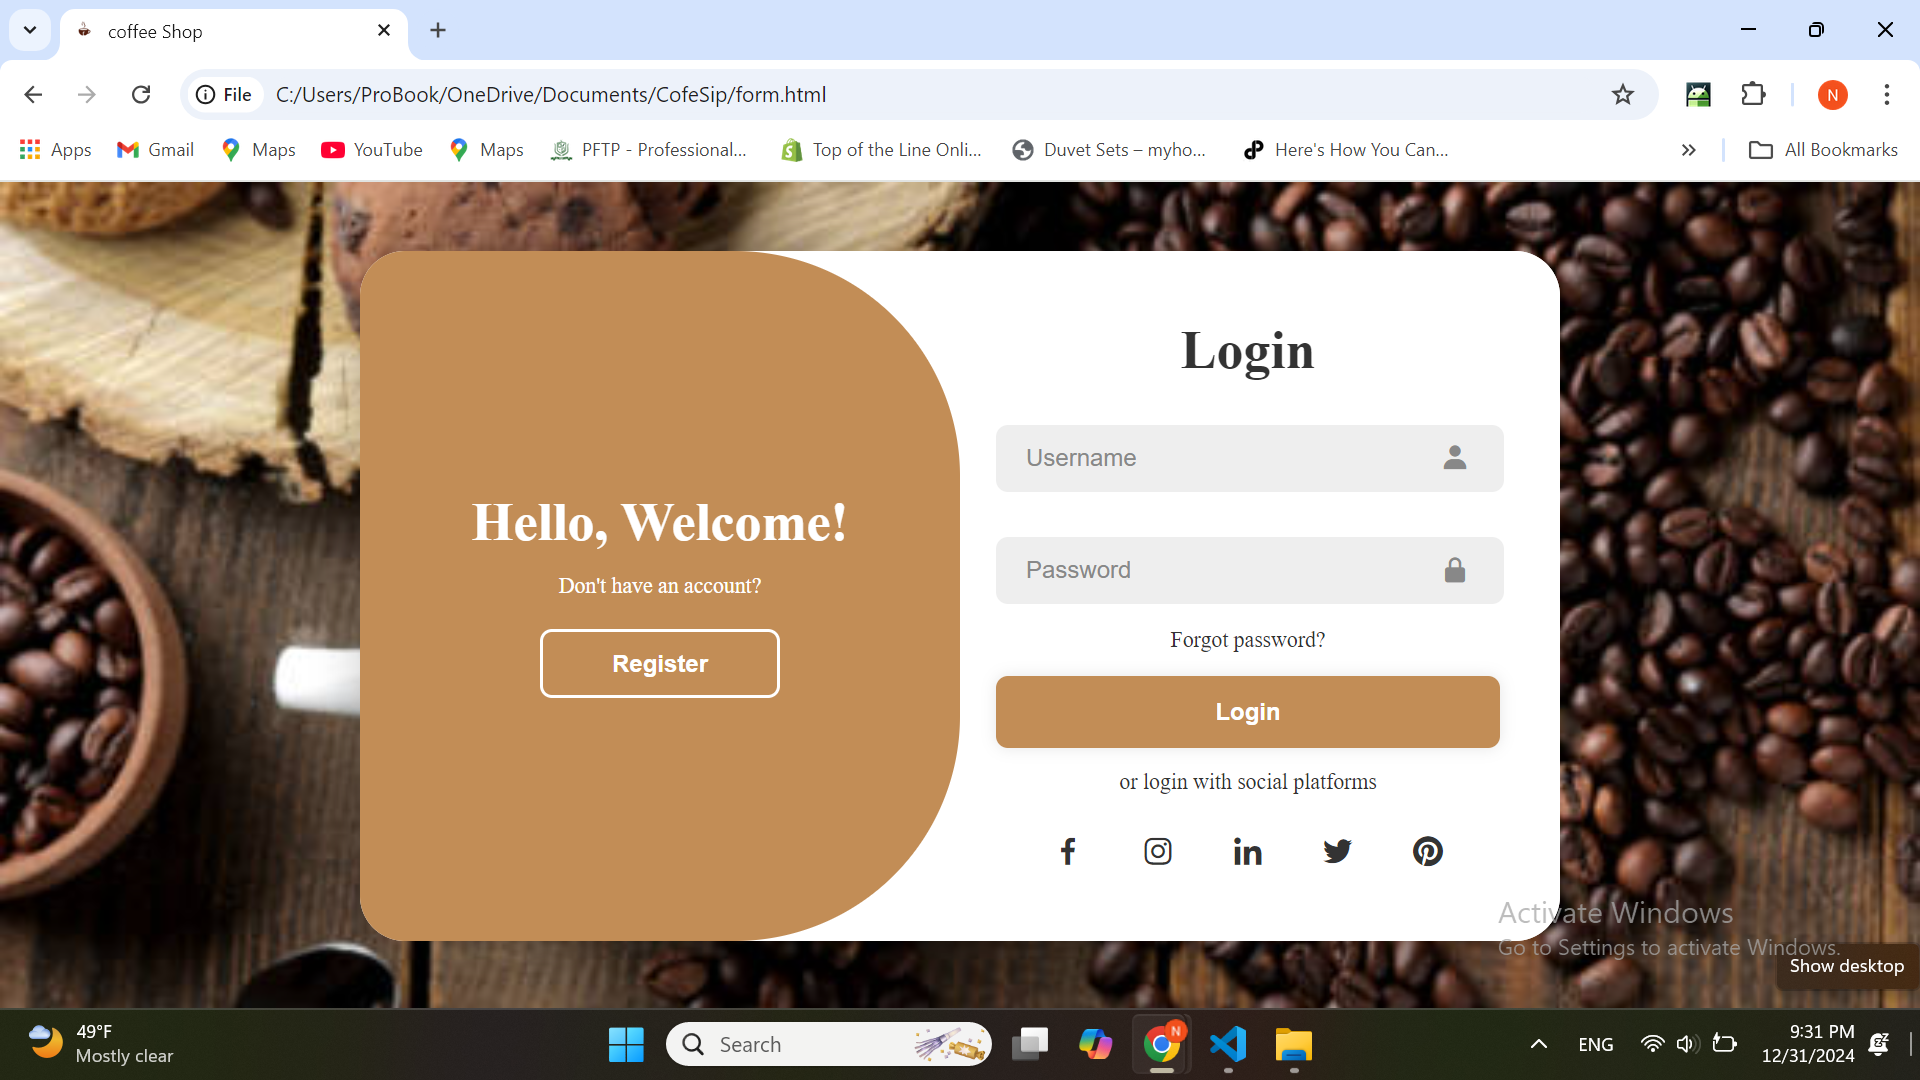 coffee Shop
File
C:/Users/ProBook/OneDrive/Documents/CofeSip/form.html
N
Apps
Gmail
Maps
YouTube
Maps
PFTP - Professional...
Top of the Line Onli...
Duvet Sets – myho...
Here's How You Can...
All Bookmarks
Login
Username
Hello, Welcome!
Password
Don't have an account?
Forgot password?
Register
Login
or login with social platforms
Activate Windows
Go to Settings to activate Windows.
Show desktop
49°F
Mostly clear
Search
N
ENG
9:31 PM
12/31/2024